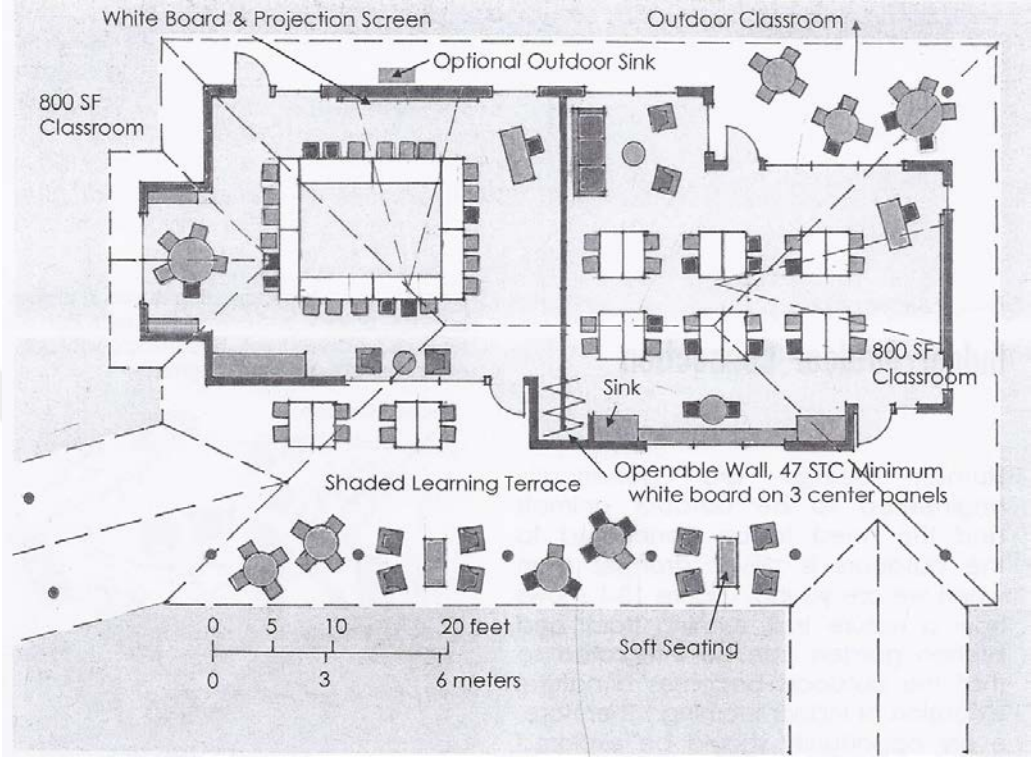 White Board & Projection Screen
Outdoor Classroom
Optional Outdoor Sink
800 SF
Classroom
800 SF
Classroom
Sink
Openable Wall, 47 STC Minimum
white board on 3 center panels
Shaded Learning Terrace
Soft Seating
0 5 10 20 feet
0 3 6 meters